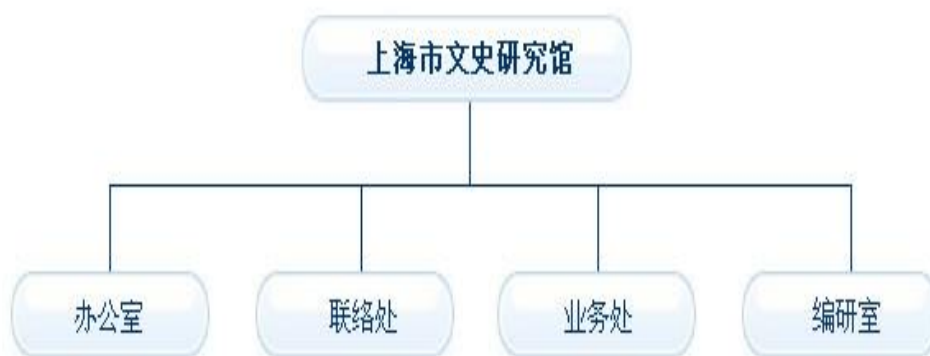 上海市文史研究馆
办公室
联络处
业务处
编研室